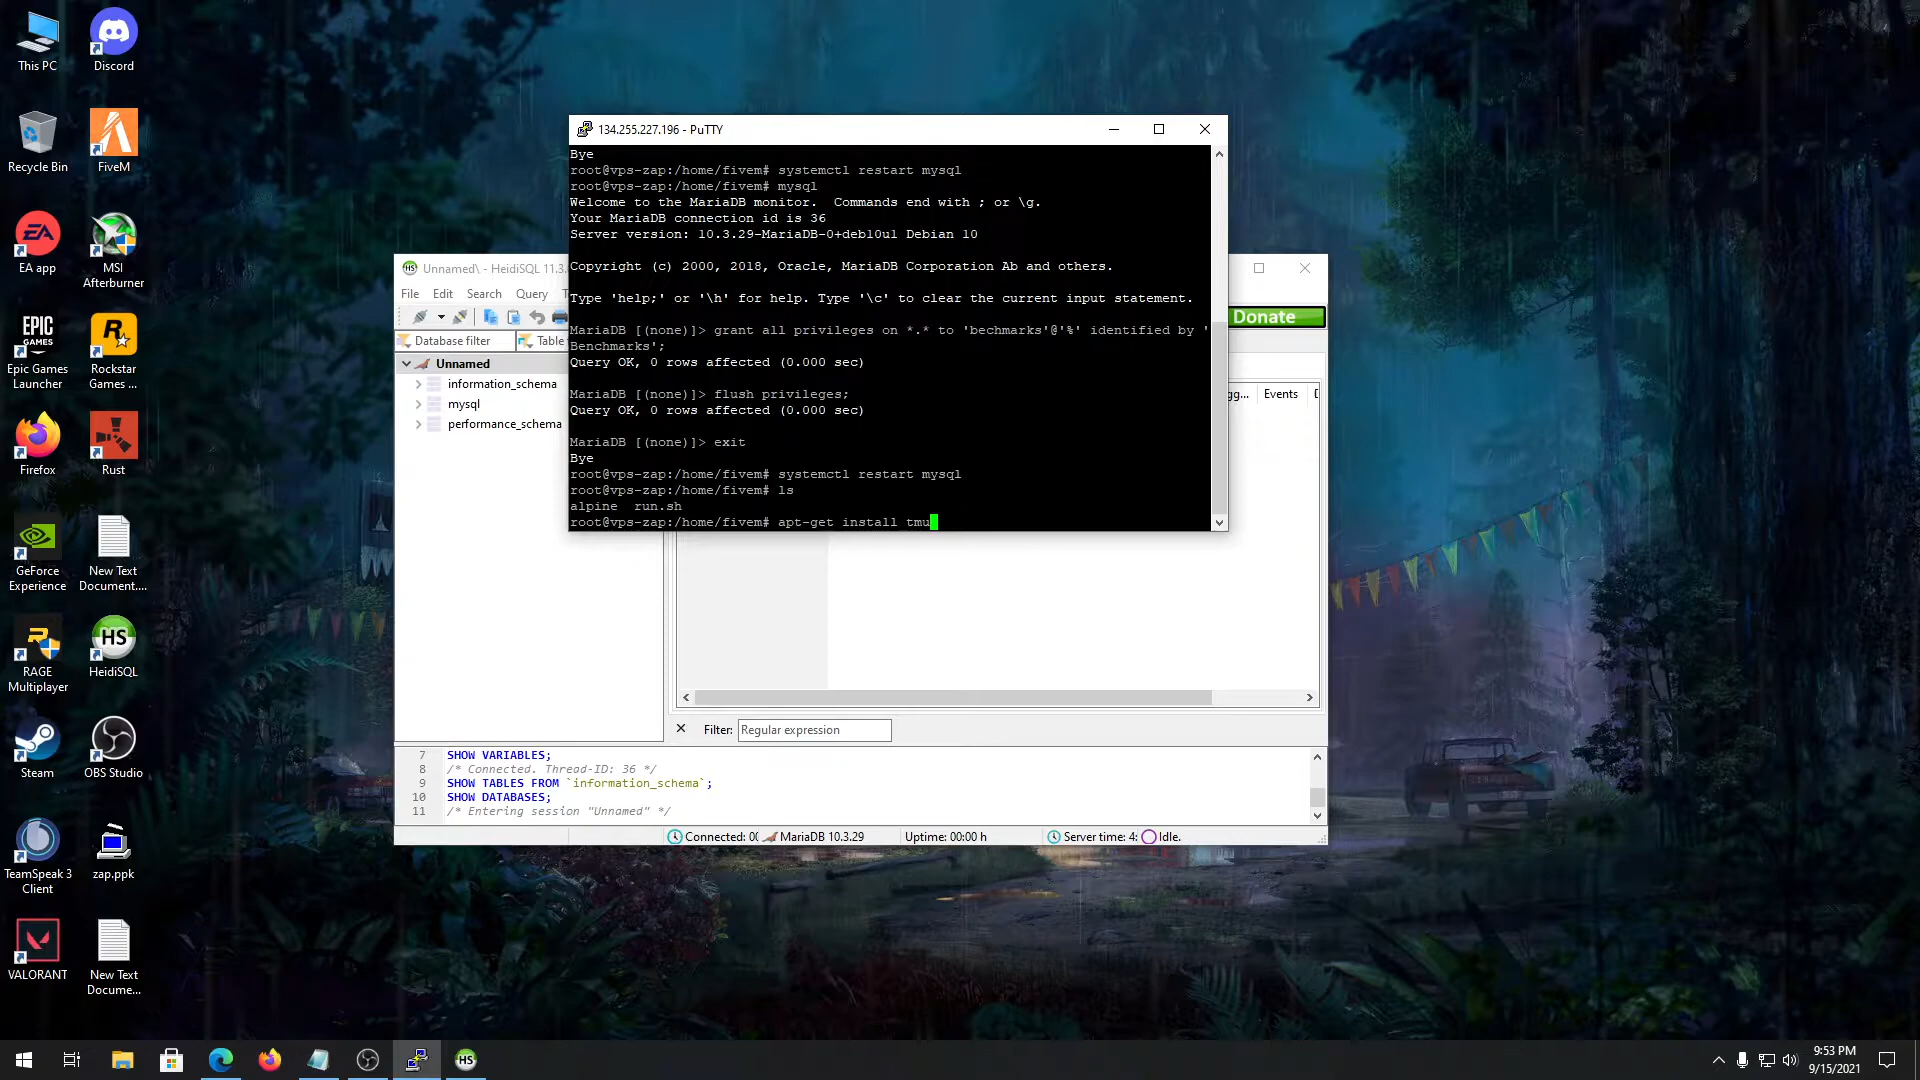 This PC
Discord
Recycle Bin
FiveM
EA app
MSI
Afterburner
EPIC
GAMES
Epic Games
Launcher
Rockstar
Games ...
Firefox
Rust
GeForce
Experience
New Text
Document....
RAGE
Multiplayer
HS
HeidiSQL
Steam
OBS Studio
TeamSpeak 3
Client
zap.ppk
VALORANT
New Text
Docume...
134.255.227.196 - PuTTY
Bye
root@vps-zap:/home/fivem# systemctl restart mysql
root@vps-zap:/home/fivem# mysql
Welcome to the MariaDB monitor.  Commands end with ; or \g.
Your MariaDB connection id is 36
Server version: 10.3.29-MariaDB-0+deb10u1 Debian 10
Copyright (c) 2000, 2018, Oracle, MariaDB Corporation Ab and others.
Type 'help;' or '\h' for help. Type '\c' to clear the current input statement.
MariaDB [(none)]> grant all privileges on *.* to 'bechmarks'@'%' identified by '
Benchmarks';
Query OK, 0 rows affected (0.000 sec)
MariaDB [(none)]> flush privileges;
Query OK, 0 rows affected (0.000 sec)
MariaDB [(none)]> exit
Bye
root@vps-zap:/home/fivem# systemctl restart mysql
root@vps-zap:/home/fivem# ls
alpine  run.sh
root@vps-zap:/home/fivem# apt-get install tmu
HS Unnamed\ - HeidiSQL 11.3.
File Edit Search Query T
Donate
Database filter
Table
Unnamed
information_schema
mysql
performance_schema
gg... Events D
Filter: Regular expression
7 SHOW VARIABLES;
8 /* Connected. Thread-ID: 36 */
9 SHOW TABLES FROM `information_schema`;
10 SHOW DATABASES;
11 /* Entering session "Unnamed" */
Connected: 00 MariaDB 10.3.29 Uptime: 00:00 h Server time: 4: Idle.
HS
9:53 PM
9/15/2021